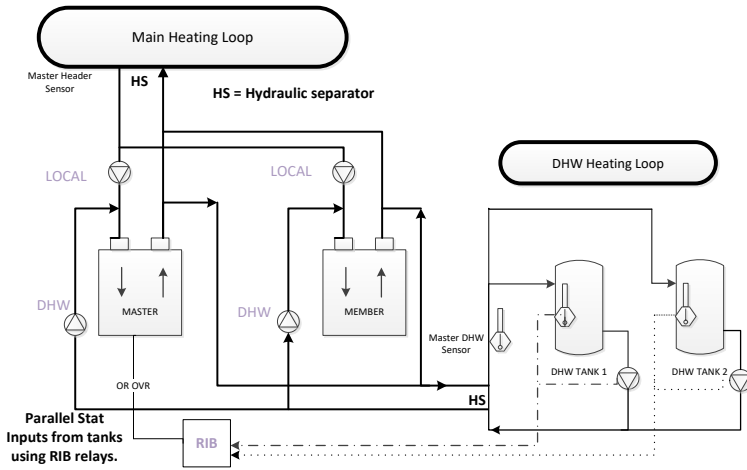 Main Heating Loop
Master Header
Sensor
HS
HS = Hydraulic separator
LOCAL
LOCAL
DHW Heating Loop
DHW
MASTER
DHW
MEMBER
Master DHW
Sensor
DHW TANK 1
DHW TANK 2
OR OVR
HS
Parallel Stat
Inputs from tanks
using RIB relays.
RIB